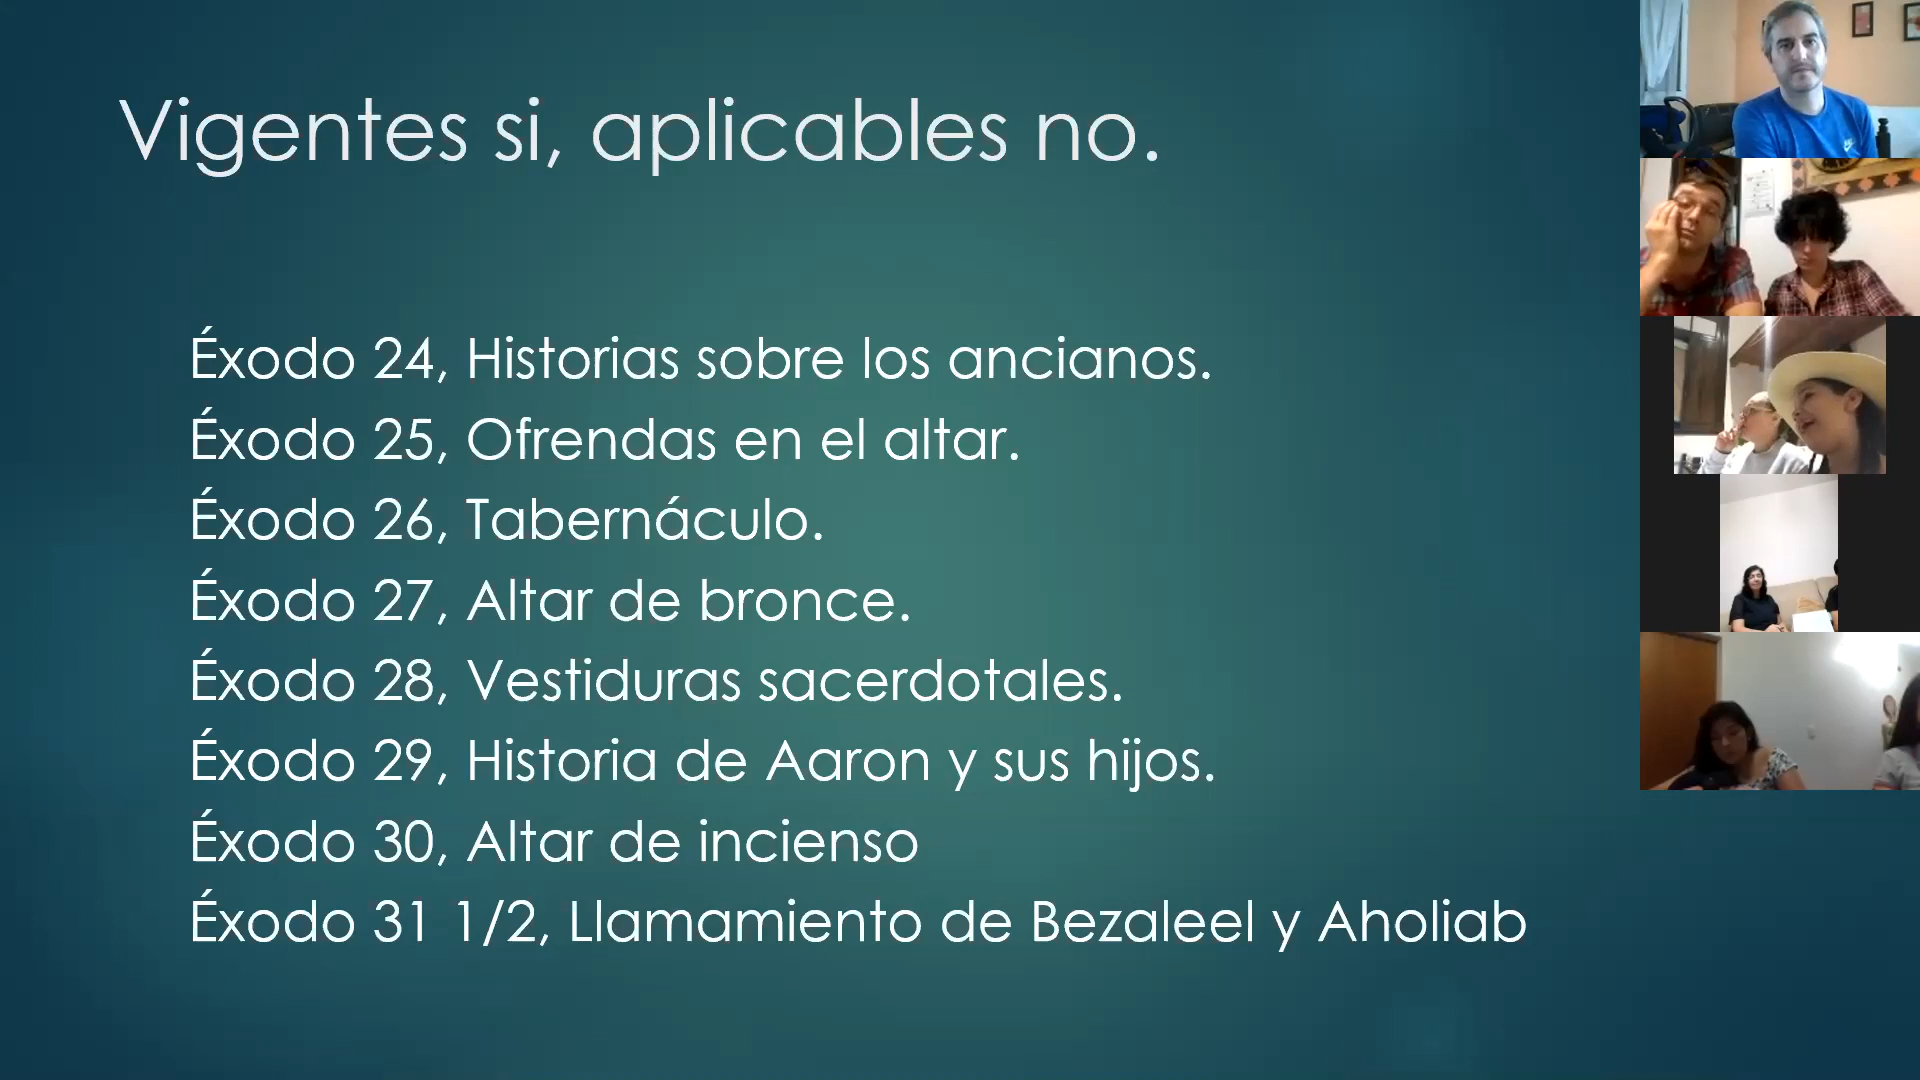 Vigentes si, aplicables no.
Éxodo 24, Historias sobre los ancianos.
Éxodo 25, Ofrendas en el altar.
Éxodo 26, Tabernáculo.
Éxodo 27, Altar de bronce.
Éxodo 28, Vestiduras sacerdotales.
Éxodo 29, Historia de Aaron y sus hijos.
Éxodo 30, Altar de incienso
Éxodo 31 1/2, Llamamiento de Bezaleel y Aholiab